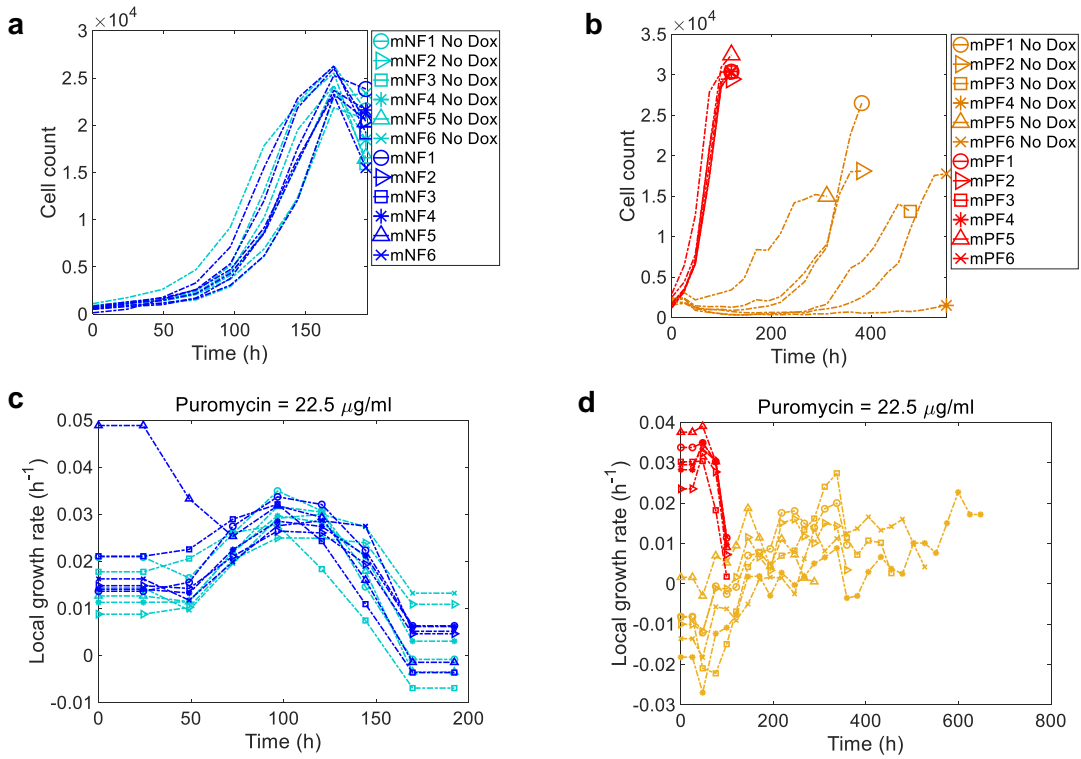 a
×10⁴
3
2.5
2
1.5
1
0.5
0
Cell count
0
50
100
150
Time (h)
mNF1 No Dox
mNF2 No Dox
mNF3 No Dox
mNF4 No Dox
mNF5 No Dox
mNF6 No Dox
mNF1
mNF2
mNF3
mNF4
mNF5
mNF6
b
×10⁴
3.5
3
2.5
2
1.5
1
0.5
0
Cell count
0
200
400
Time (h)
mPF1 No Dox
mPF2 No Dox
mPF3 No Dox
mPF4 No Dox
mPF5 No Dox
mPF6 No Dox
mPF1
mPF2
mPF3
mPF4
mPF5
mPF6
c
Puromycin = 22.5 μg/ml
0.05
0.04
0.03
0.02
0.01
0
-0.01
Local growth rate (h⁻¹)
0
50
100
150
200
Time (h)
d
Puromycin = 22.5 μg/ml
0.04
0.03
0.02
0.01
0
-0.01
-0.02
-0.03
Local growth rate (h⁻¹)
0
200
400
600
800
Time (h)